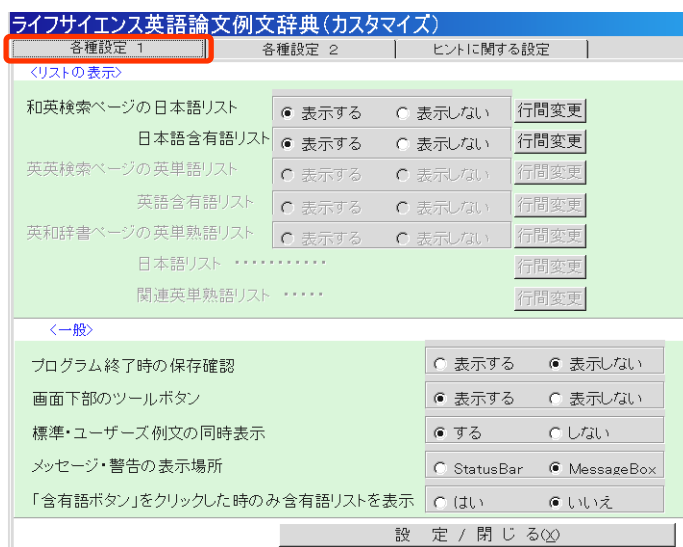 ライフサイエンス英語論文例文辞典(カスタマイズ)
各種設定 1 各種設定 2 ヒントに関する設定
<リストの表示>
和英検索ページの日本語リスト 表示する 表示しない 行間変更
日本語含有語リスト 表示する 表示しない 行間変更
英英検索ページの英単語リスト 表示する 表示しない 行間変更
英語含有語リスト 表示する 表示しない 行間変更
英和辞書ページの英単熟語リスト 表示する 表示しない 行間変更
日本語リスト ・・・・・・・・・・・ 行間変更
関連英単熟語リスト ・・・・・ 行間変更
<一般>
プログラム終了時の保存確認 表示する 表示しない
画面下部のツールボタン 表示する 表示しない
標準・ユーザーズ例文の同時表示 する しない
メッセージ・警告の表示場所 StatusBar MessageBox
「含有語ボタン」をクリックした時のみ含有語リストを表示 はい いいえ
設 定 / 閉 じ る(X)